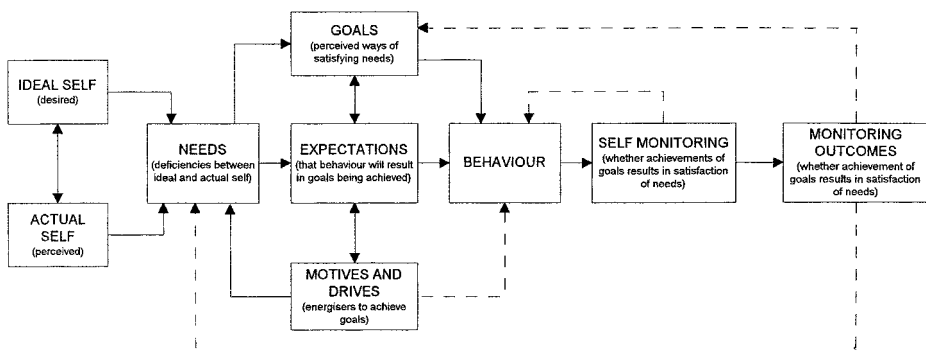 GOALS
(perceived ways of
satisfying needs)
IDEAL SELF
(desired)
NEEDS
(deficiencies between
ideal and actual self)
EXPECTATIONS
(that behaviour will result
in goals being achieved)
BEHAVIOUR
SELF MONITORING
(whether achievements of
goals results in satisfaction
of needs)
MONITORING
OUTCOMES
(whether achievement of
goals results in satisfaction
of needs)
ACTUAL
SELF
(perceived)
MOTIVES AND
DRIVES
(energisers to achieve
goals)